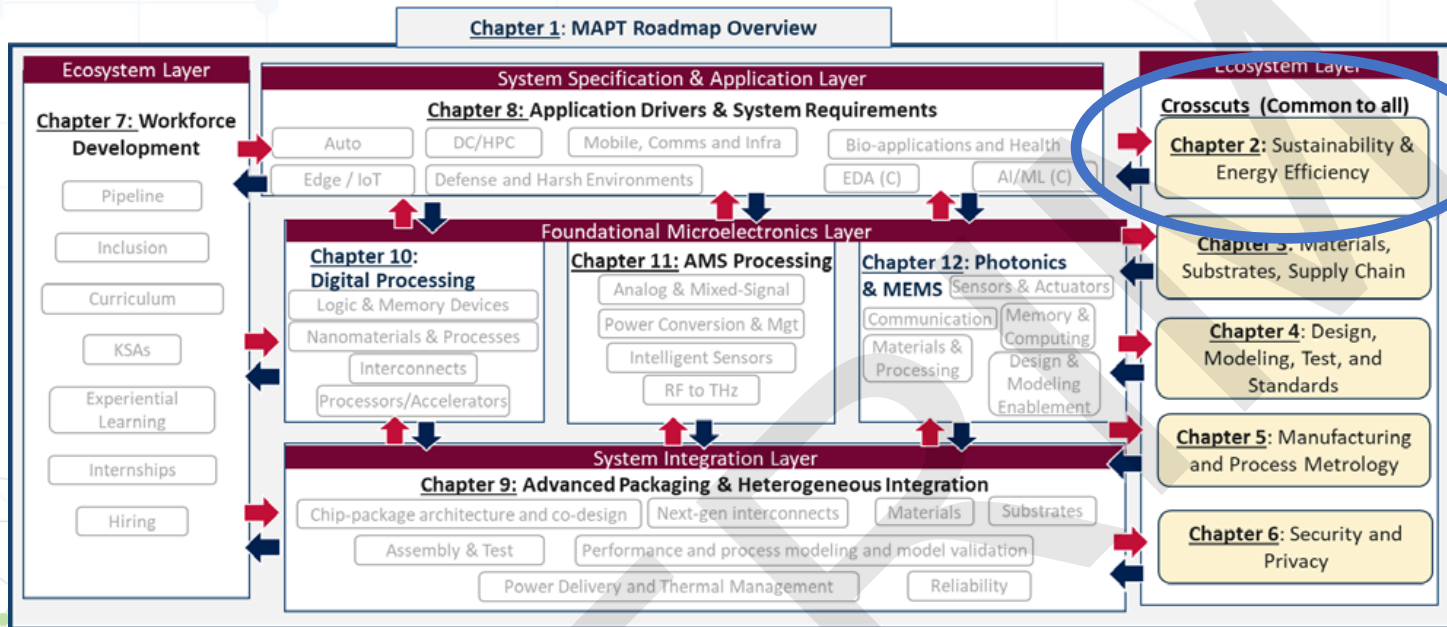 Chapter 1: MAPT Roadmap Overview
Ecosystem Layer
Chapter 7: Workforce
Development
Pipeline
Inclusion
Curriculum
KSAs
Experiential
Learning
Internships
Hiring
System Specification & Application Layer
Chapter 8: Application Drivers & System Requirements
Auto
DC/HPC
Mobile, Comms and Infra
Bio-applications and Health
Edge / IoT
Defense and Harsh Environments
EDA (C)
AI/ML (C)
Foundational Microelectronics Layer
Chapter 10:
Digital Processing
Logic & Memory Devices
Nanomaterials & Processes
Interconnects
Processors/Accelerators
Chapter 11: AMS Processing
Analog & Mixed-Signal
Power Conversion & Mgt
Intelligent Sensors
RF to THz
Chapter 12: Photonics
& MEMS
Sensors & Actuators
Communication
Memory &
Computing
Materials &
Processing
Design &
Modeling
Enablement
System Integration Layer
Chapter 9: Advanced Packaging & Heterogeneous Integration
Chip-package architecture and co-design
Next-gen interconnects
Materials
Substrates
Assembly & Test
Performance and process modeling and model validation
Power Delivery and Thermal Management
Reliability
Ecosystem Layer
Crosscuts (Common to all)
Chapter 2: Sustainability &
Energy Efficiency
Chapter 3: Materials,
Substrates, Supply Chain
Chapter 4: Design,
Modeling, Test, and
Standards
Chapter 5: Manufacturing
and Process Metrology
Chapter 6: Security and
Privacy